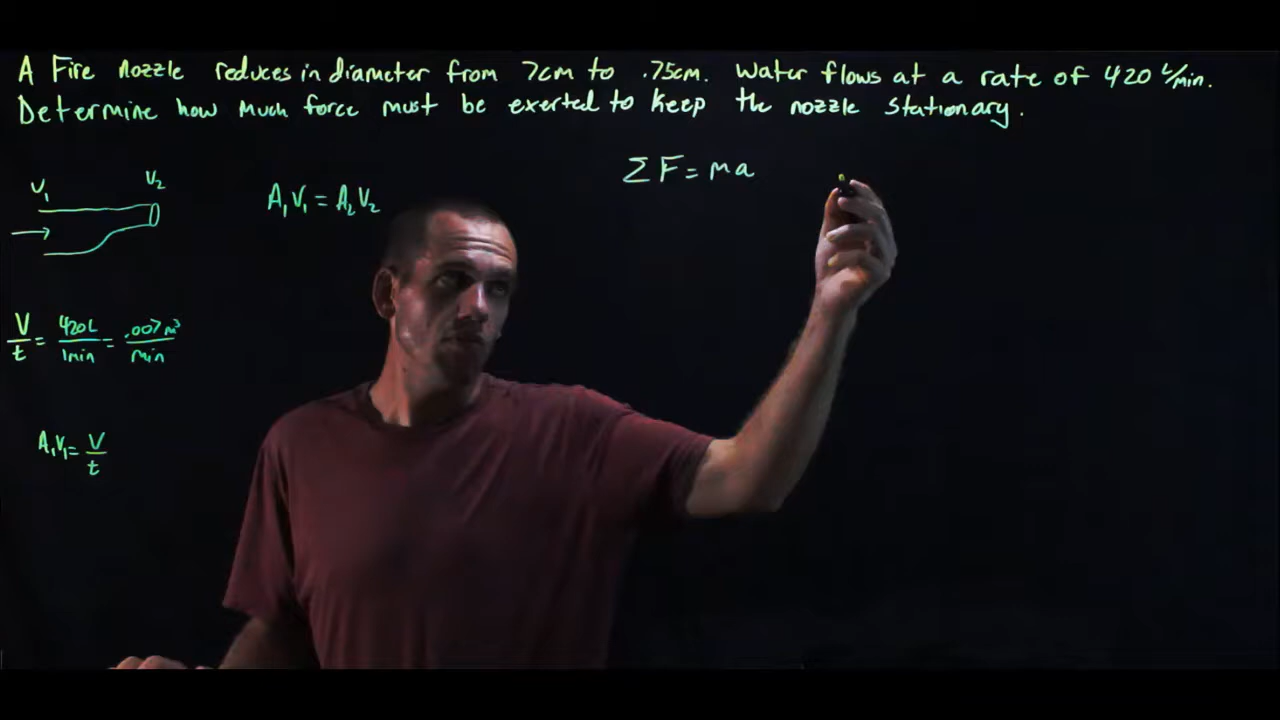 A Fire nozzle reduces in diameter from 7cm to .75cm. Water flows at a rate of 420 L/min.
Determine how much force must be exerted to keep the nozzle stationary.
ΣF = ma
V₁ V₂
A₁V₁ = A₂V₂
V/t = 420L/1min = .007m³/min
A₁V₁ = V/t